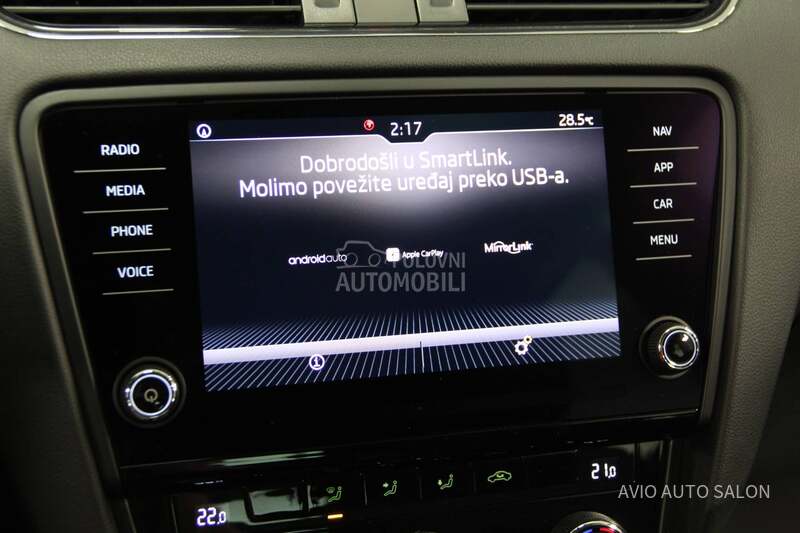 2:17
28.5°C
RADIO
MEDIA
PHONE
VOICE
Dobrodošli u SmartLink.
Molimo povežite uređaj preko USB-a.
androidauto
Apple CarPlay
MirrorLink
POLOVNI
AUTOMOBILI
NAV
APP
CAR
MENU
22.0
21.0
AVIO AUTO SALON